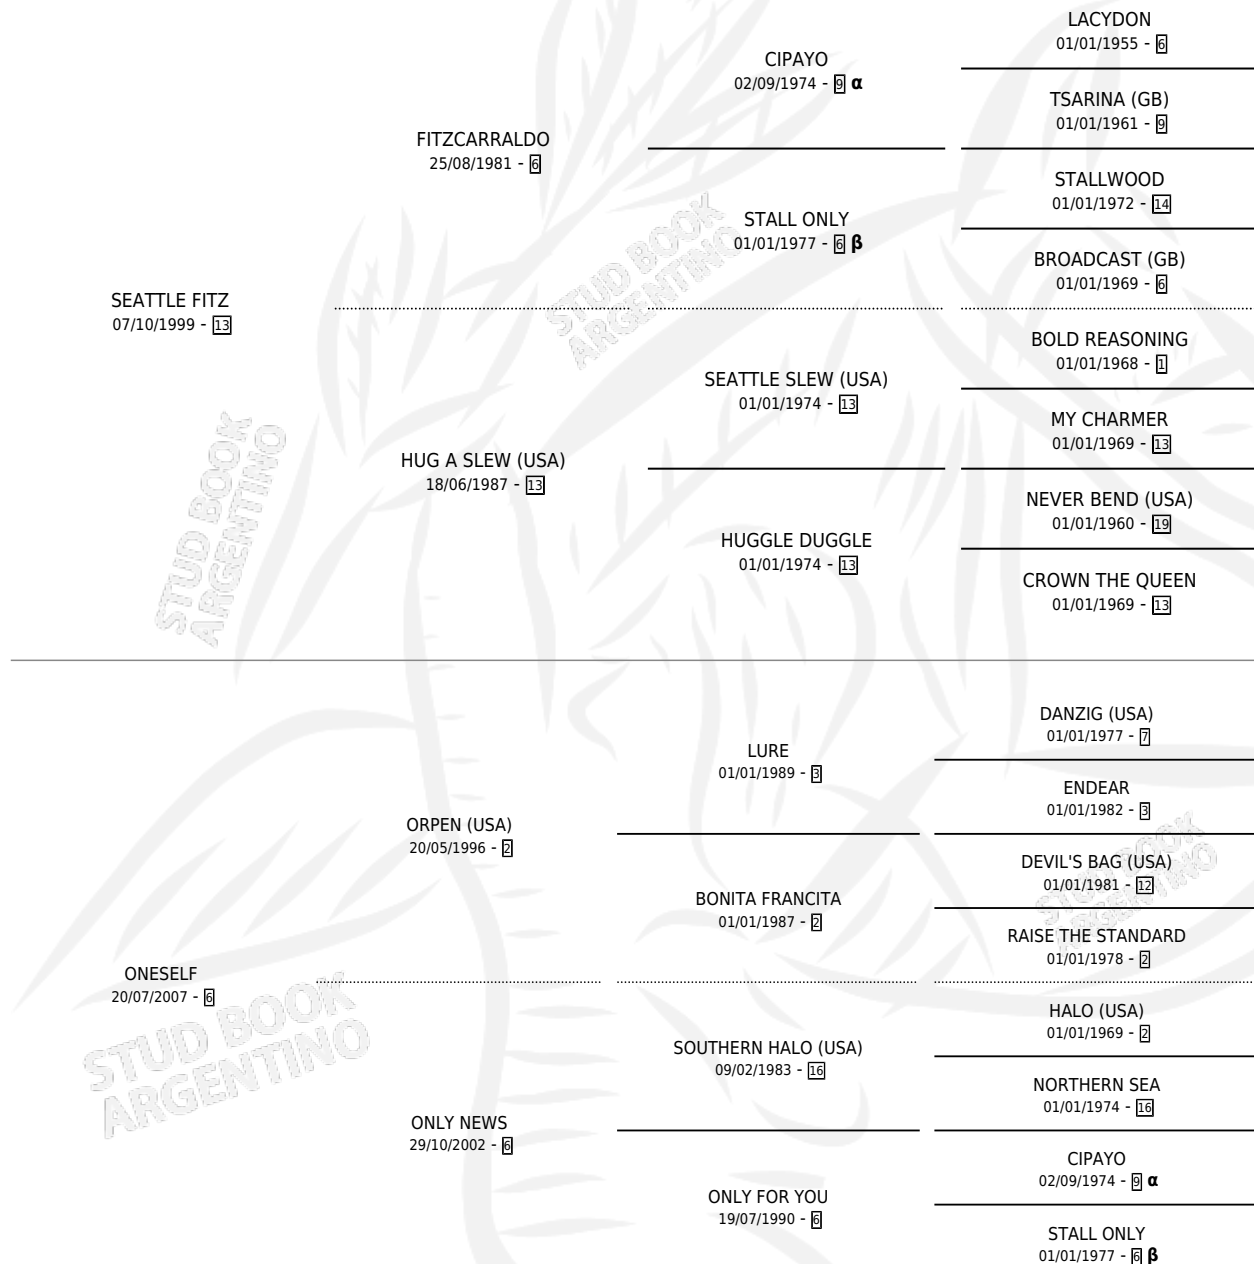 LACYDON
01/01/1955 - 6
CIPAYO
02/09/1974 - 9 α
TSARINA (GB)
01/01/1961 - 9
FITZCARRALDO
25/08/1981 - 6
STALLWOOD
01/01/1972 - 14
STALL ONLY
01/01/1977 - 6 β
BROADCAST (GB)
01/01/1969 - 6
SEATTLE FITZ
07/10/1999 - 13
BOLD REASONING
01/01/1968 - 1
SEATTLE SLEW (USA)
01/01/1974 - 13
MY CHARMER
01/01/1969 - 13
HUG A SLEW (USA)
18/06/1987 - 13
NEVER BEND (USA)
01/01/1960 - 19
HUGGLE DUGGLE
01/01/1974 - 13
CROWN THE QUEEN
01/01/1969 - 13
DANZIG (USA)
01/01/1977 - 7
LURE
01/01/1989 - 3
ENDEAR
01/01/1982 - 3
ORPEN (USA)
20/05/1996 - 2
DEVIL'S BAG (USA)
01/01/1981 - 12
BONITA FRANCITA
01/01/1987 - 2
RAISE THE STANDARD
01/01/1978 - 2
ONESELF
20/07/2007 - 6
HALO (USA)
01/01/1969 - 2
SOUTHERN HALO (USA)
09/02/1983 - 16
NORTHERN SEA
01/01/1974 - 16
ONLY NEWS
29/10/2002 - 6
CIPAYO
02/09/1974 - 9 α
ONLY FOR YOU
19/07/1990 - 6
STALL ONLY
01/01/1977 - 6 β
STUD BOOK
ARGENTINO
STUD BOOK
ARGENTINO
STUD BOOK
ARGENTINO
STUD BOOK
ARGENTINO